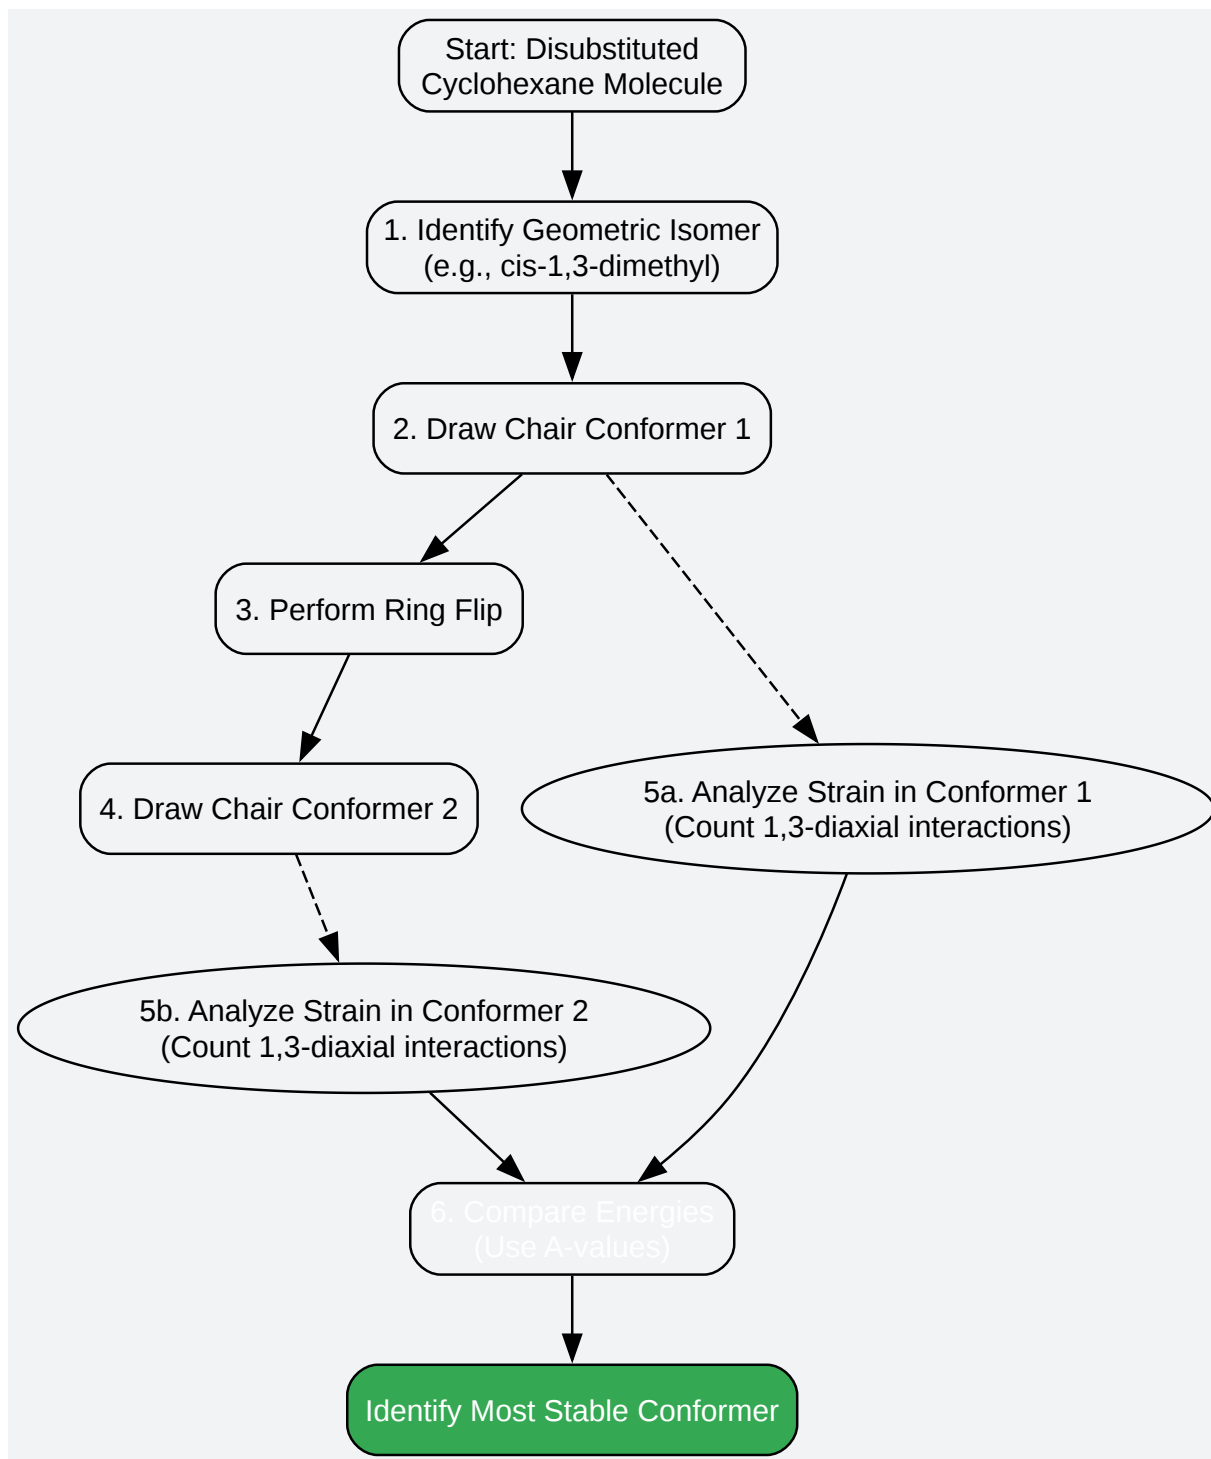 Start: Disubstituted
Cyclohexane Molecule
1. Identify Geometric Isomer
(e.g., cis-1,3-dimethyl)
2. Draw Chair Conformer 1
3. Perform Ring Flip
4. Draw Chair Conformer 2
5a. Analyze Strain in Conformer 1
(Count 1,3-diaxial interactions)
5b. Analyze Strain in Conformer 2
(Count 1,3-diaxial interactions)
6. Compare Energies
(Use A-values)
Identify Most Stable Conformer